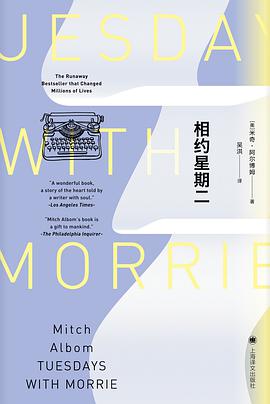 UESDAY
The Runaway
Bestseller that Changed
Millions of Lives
WITH
"A wonderful book,
a story of the heart told by
a writer with soul."
-Los Angeles Times-
"Mitch Albom's book is
a gift to mankind."
-The Philadelphia Inquirer-
MORRIE
[美] 米奇·阿尔博姆 —— 著
吴洪 —— 译
相约星期二
Mitch
Albom
TUESDAYS
WITH MORRIE
上海译文出版社